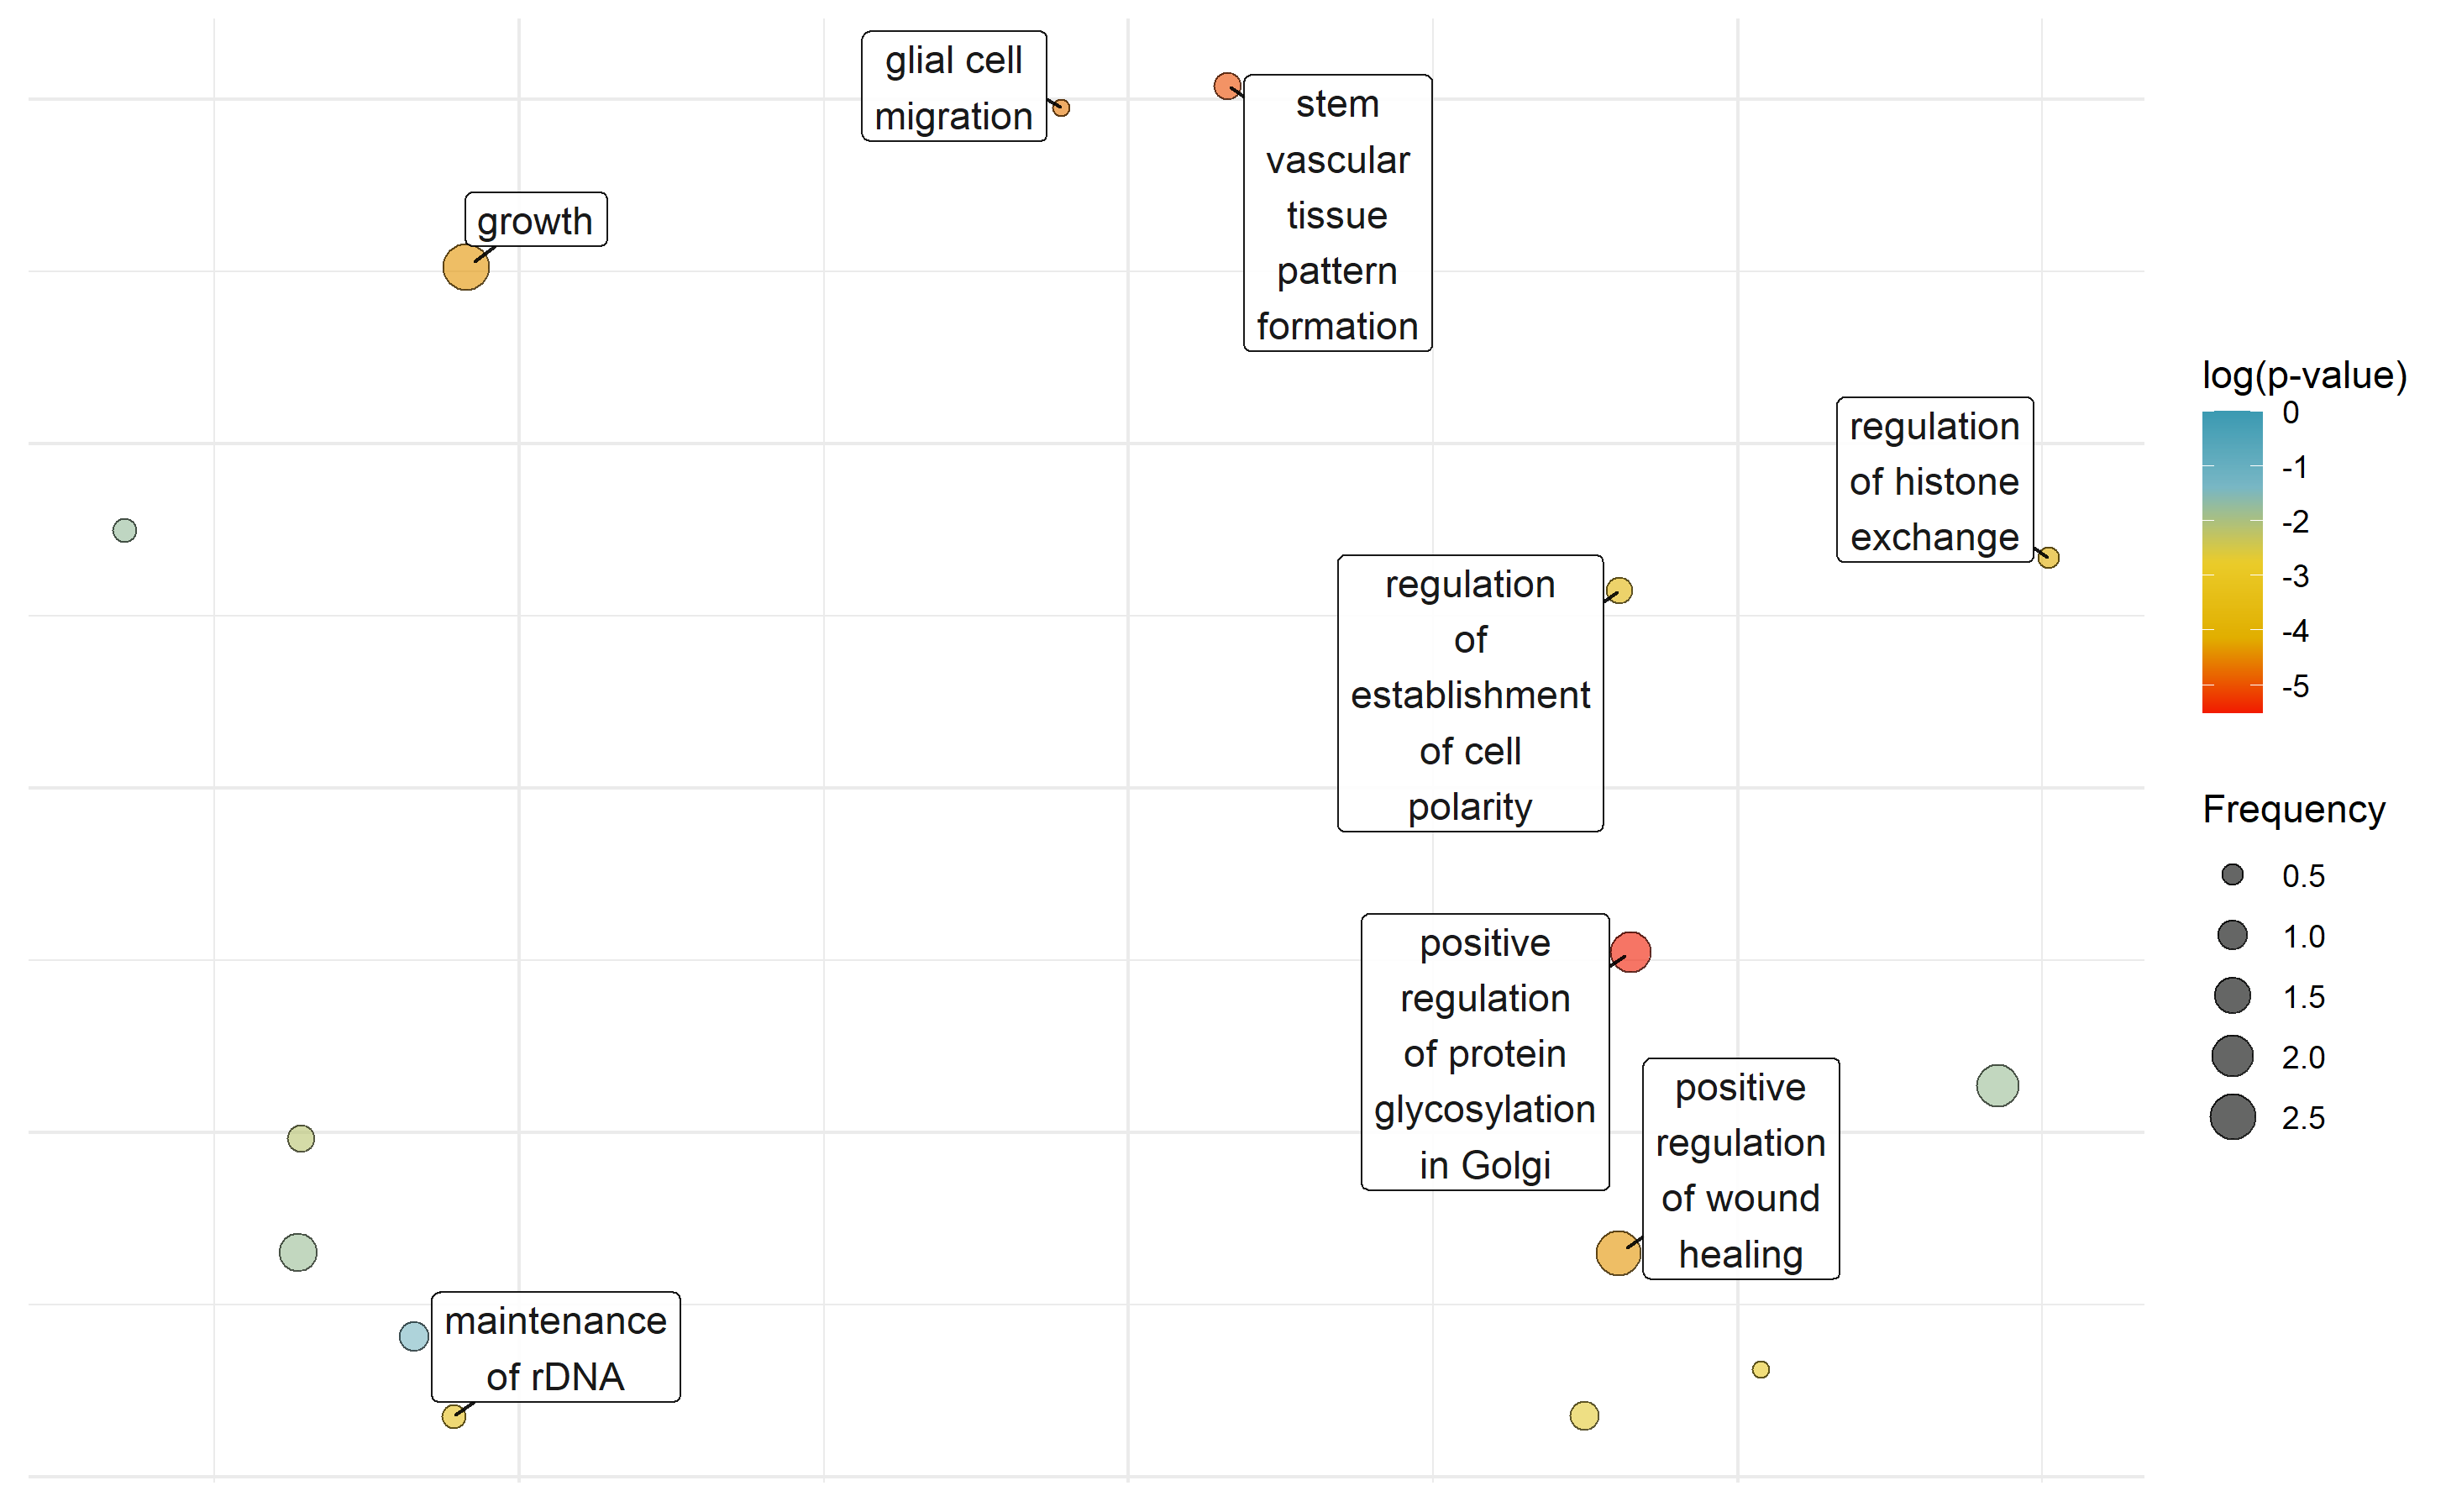 glial cell
migration
stem
vascular
tissue
pattern
formation
growth
regulation
of histone
exchange
regulation
of
establishment
of cell
polarity
positive
regulation
of protein
glycosylation
in Golgi
positive
regulation
of wound
healing
maintenance
of rDNA
log(p-value)
0
-1
-2
-3
-4
-5
Frequency
0.5
1.0
1.5
2.0
2.5